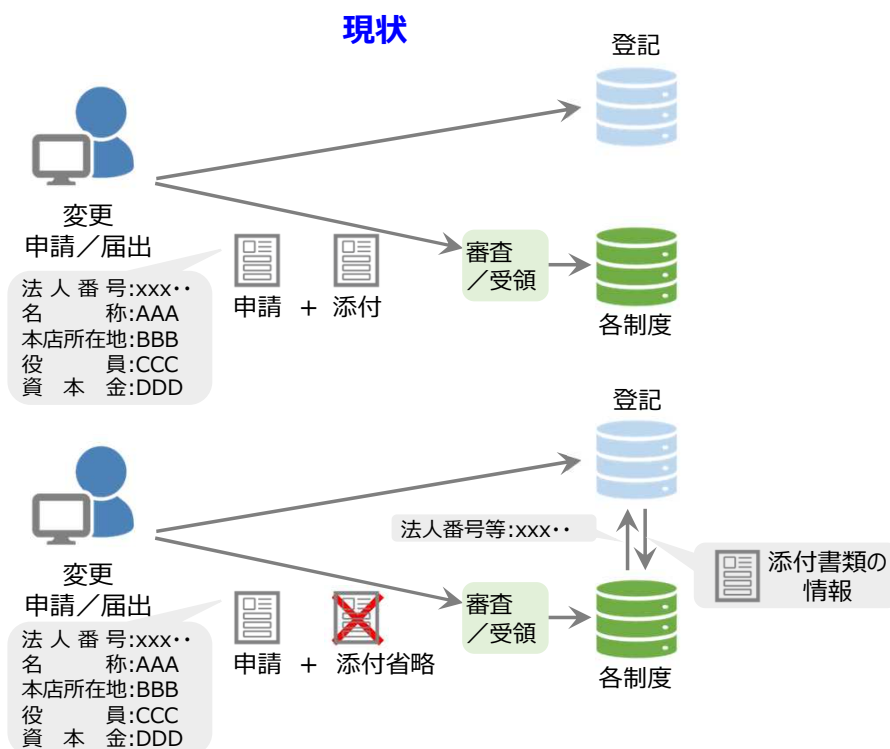 現状
登記
変更
申請／届出
法人番号:xxx‥
名称:AAA
本店所在地:BBB
役員:CCC
資本金:DDD
申請 + 添付
審査
／受領
各制度
登記
法人番号等:xxx‥
添付書類の
情報
変更
申請／届出
法人番号:xxx‥
名称:AAA
本店所在地:BBB
役員:CCC
資本金:DDD
申請 + 添付省略
審査
／受領
各制度